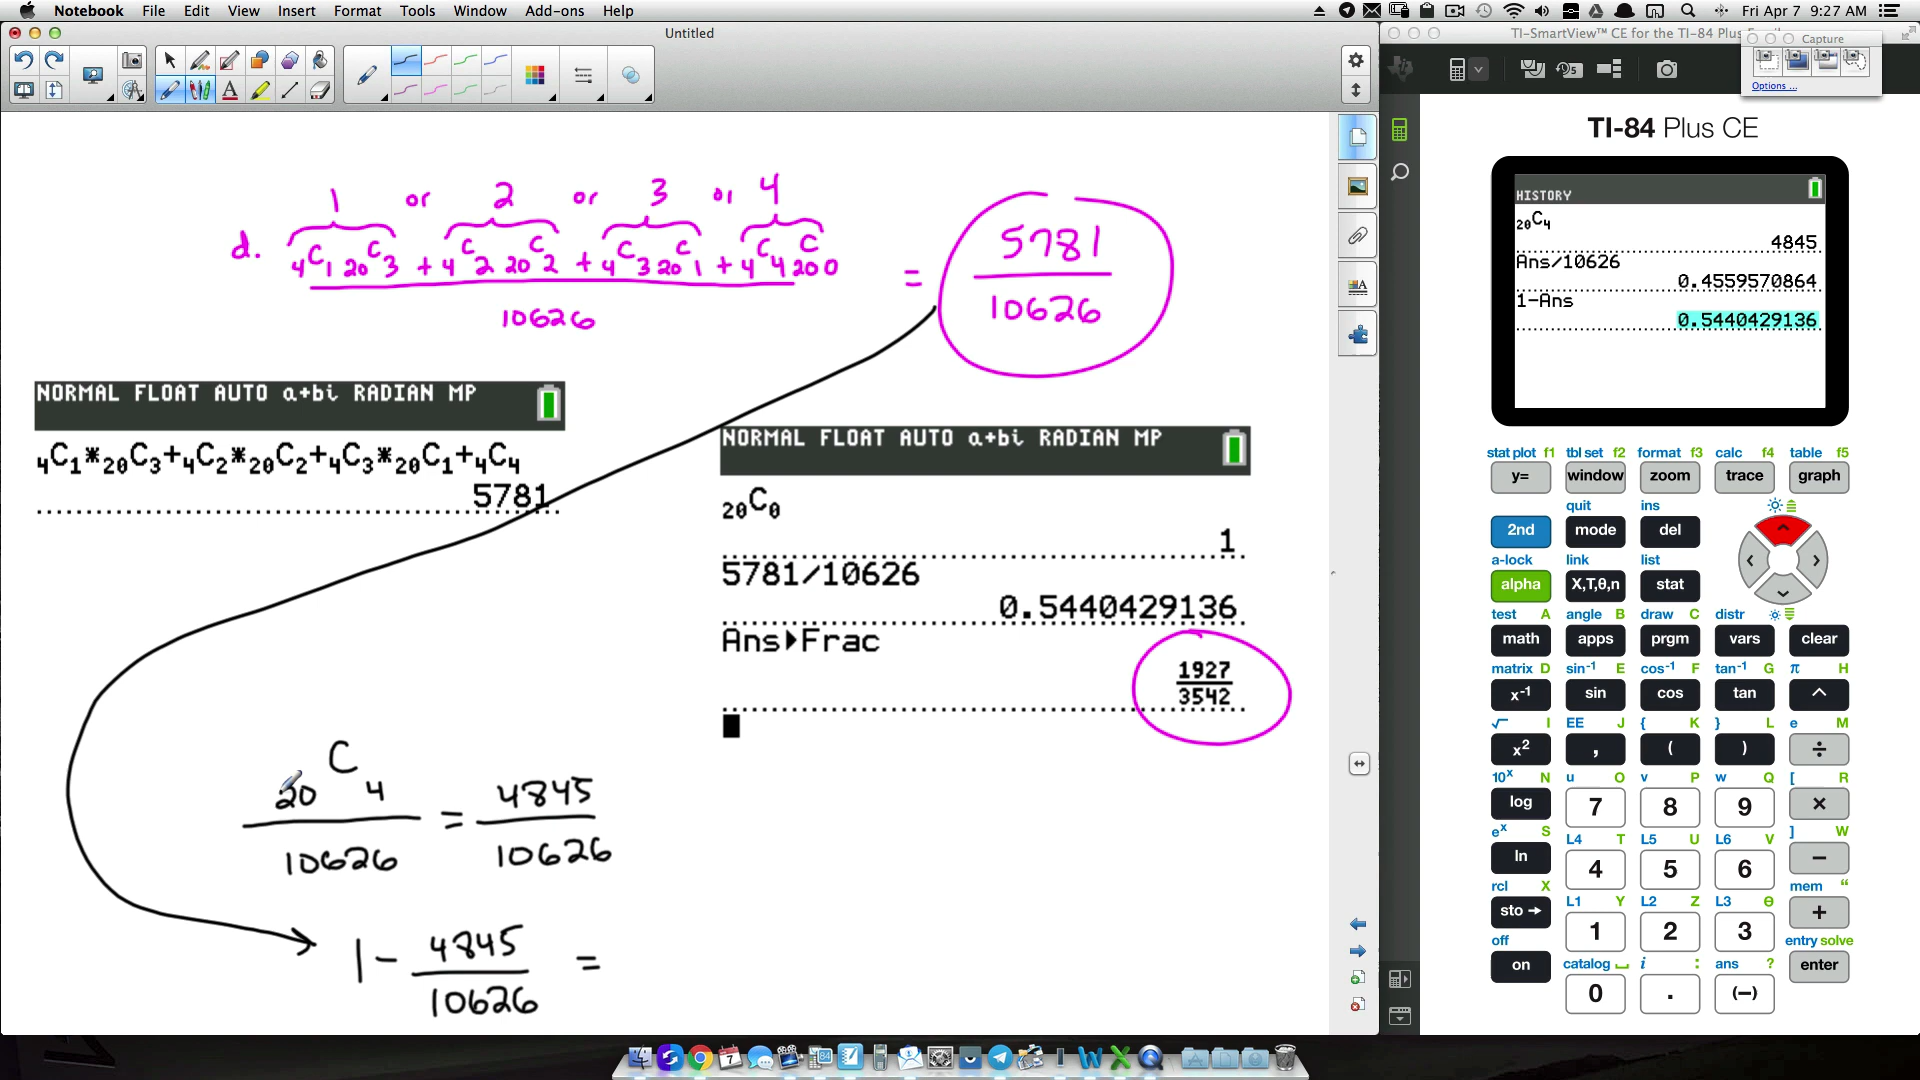 Notebook File Edit View Insert Format Tools Window Add-ons Help Fri Apr 7 9:27 AM
Untitled
TI-SmartView™ CE for the TI-84 Plus
Capture
Options ...
TI-84 Plus CE
1 or 2 or 3 or 4
d. 4C1 20C3 + 4C2 20C2 + 4C3 20C1 + 4C4 20C0
10626
=
5781
10626
NORMAL FLOAT AUTO a+bi RADIAN MP
4C1*20C3+4C2*20C2+4C3*20C1+4C4
5781
NORMAL FLOAT AUTO a+bi RADIAN MP
20C0
1
5781/10626
0.5440429136
Ans▸Frac
1927
3542
20C4
10626
=
4845
10626
1 - 4845
10626
=
HISTORY
20C4
4845
Ans/10626
0.4559570864
1-Ans
0.5440429136
stat plot f1 tbl set f2 format f3 calc f4 table f5
y= window zoom trace graph
quit ins
2nd mode del
a-lock link list
alpha X,T,θ,n stat
test A angle B draw C distr
math apps prgm vars clear
matrix D sin-1 E cos-1 F tan-1 G π H
x-1 sin cos tan ^
√ I EE J { K } L e M
x2 , ( ) ÷
10x N u O v P w Q [ R
log 7 8 9 ×
ex S L4 T L5 U L6 V ] W
ln 4 5 6 −
rcl X L1 Y L2 Z L3 θ mem “
sto → 1 2 3 +
off catalog i : ans ? entry solve
on 0 . (−) enter